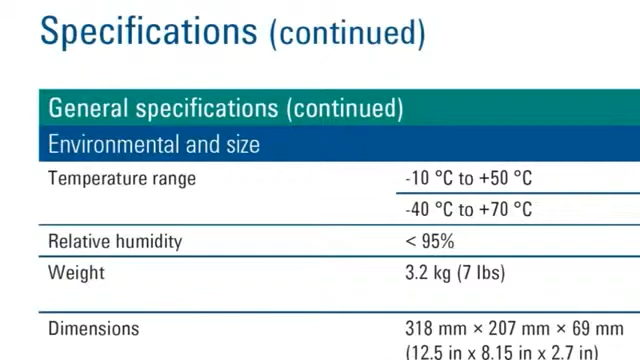 Specifications (continued)
General specifications (continued)
Environmental and size
Temperature range -10 °C to +50 °C
-40 °C to +70 °C
Relative humidity < 95%
Weight 3.2 kg (7 lbs)
Dimensions 318 mm × 207 mm × 69 mm
(12.5 in x 8.15 in x 2.7 in)